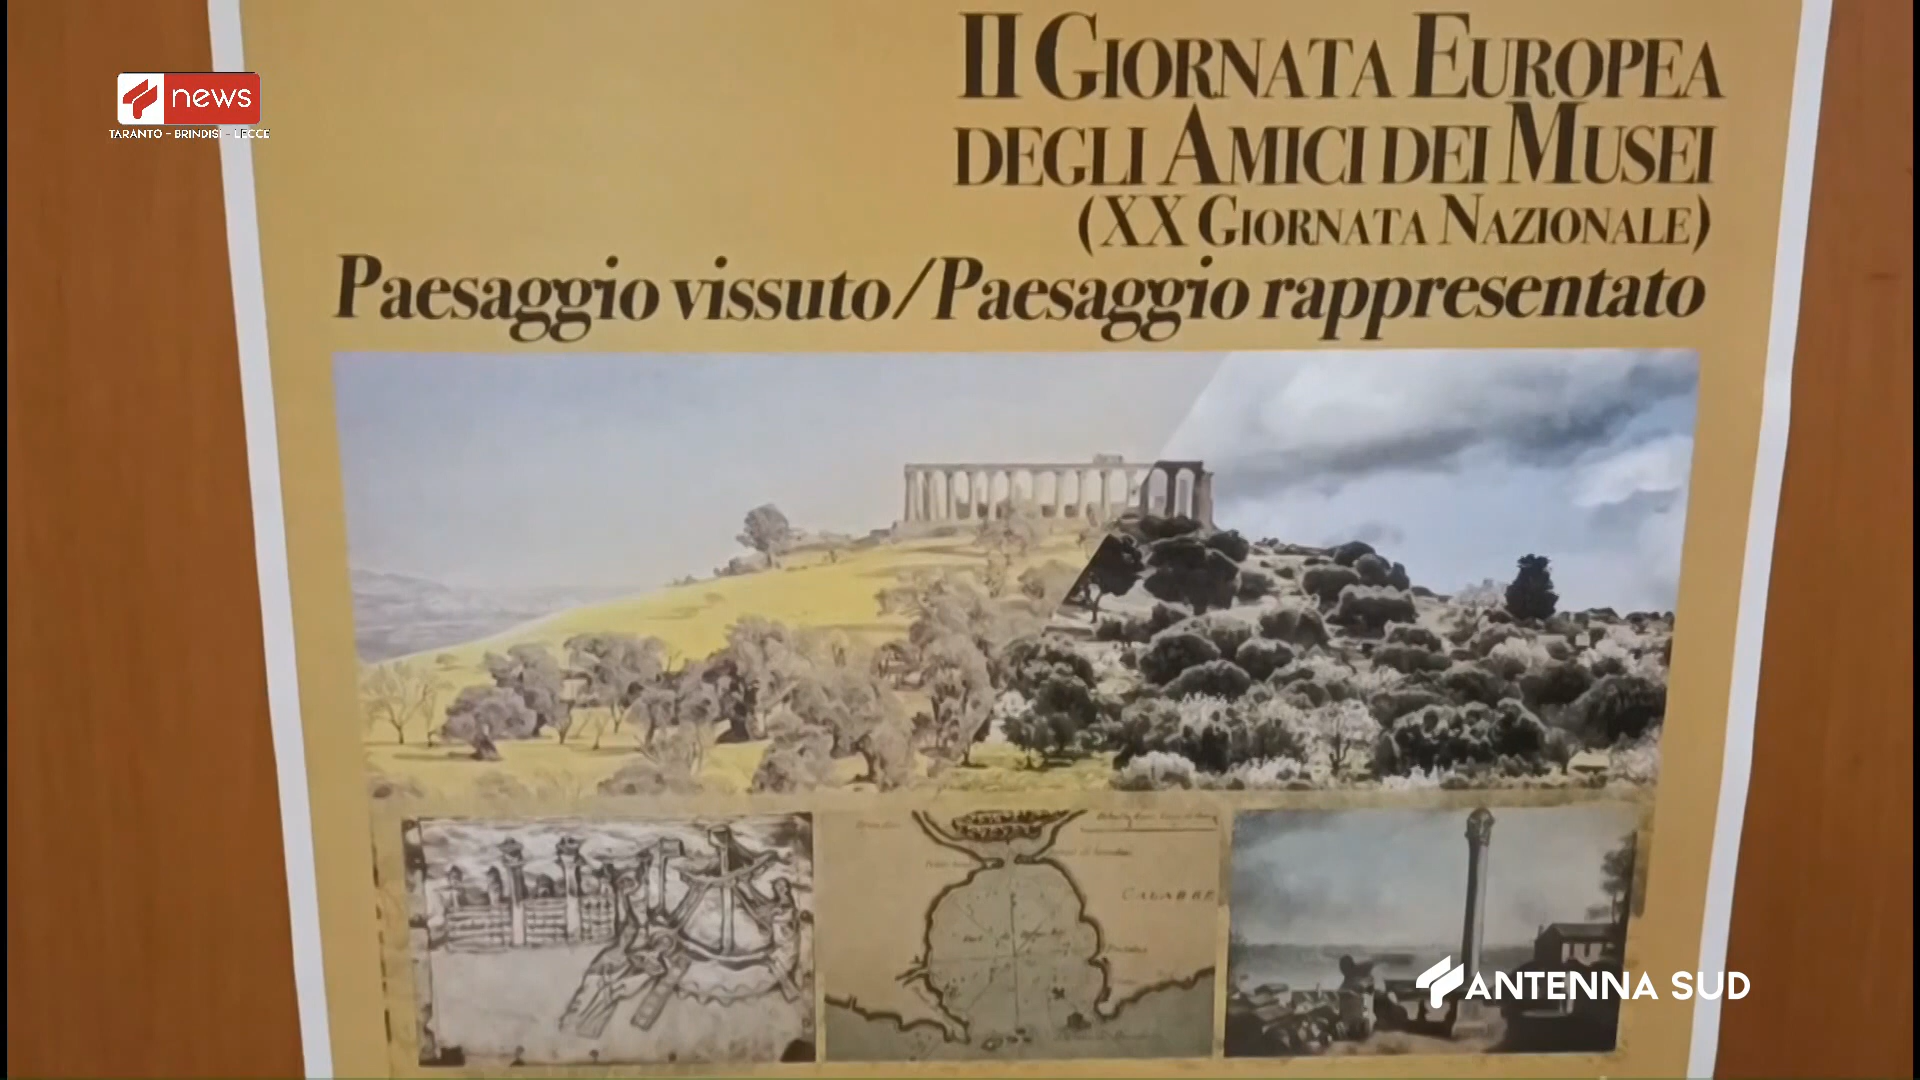 news
TARANTO - BRINDISI - LECCE
II GIORNATA EUROPEA
DEGLI AMICI DEI MUSEI
(XX GIORNATA NAZIONALE)
Paesaggio vissuto/Paesaggio rappresentato
CALABRE
ANTENNA SUD